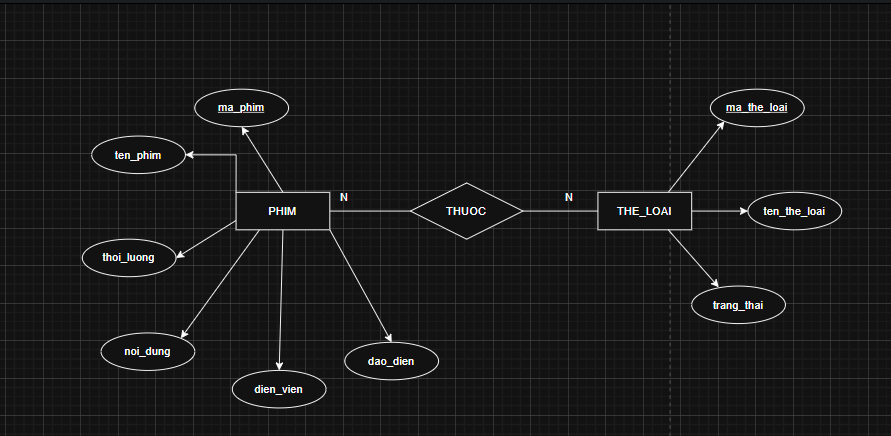 ma_phim
ma_the_loai
ten_phim
PHIM
N
THUOC
N
THE_LOAI
ten_the_loai
thoi_luong
trang_thai
noi_dung
dao_dien
dien_vien